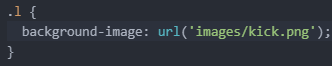 .l {
  background-image: url('images/kick.png');
}